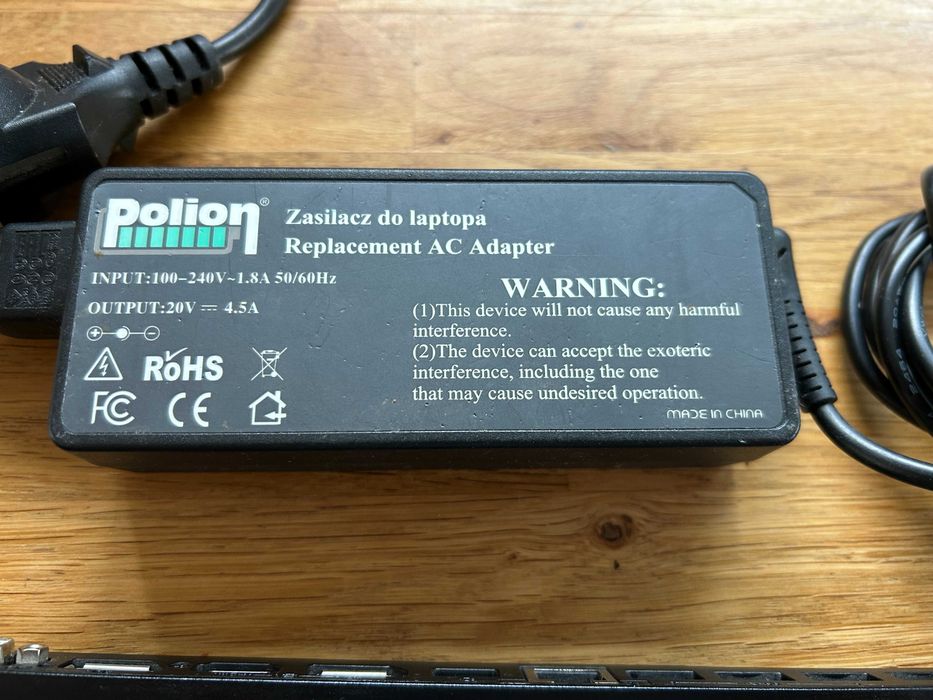 Polion®
Zasilacz do laptopa
Replacement AC Adapter
INPUT:100-240V~1.8A 50/60Hz
OUTPUT:20V ⎓ 4.5A
WARNING:
(1)This device will not cause any harmful
interference.
(2)The device can accept the exoteric
interference, including the one
that may cause undesired operation.
RoHS
FC
CE
MADE IN CHINA